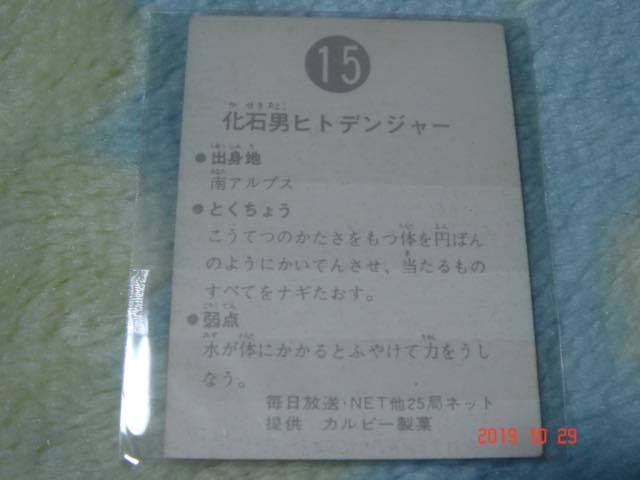 15
化石男ヒトデンジャー
●出身地
南アルプス
●とくちょう
こうてつのかたさをもつ体を円ばん
のようにかいてんさせ、当たるもの
すべてをナギたおす。
●弱点
水が体にかかるとふやけて力をうし
なう。
毎日放送・NET他25局ネット
提供 カルビー製菓
2019 10 29